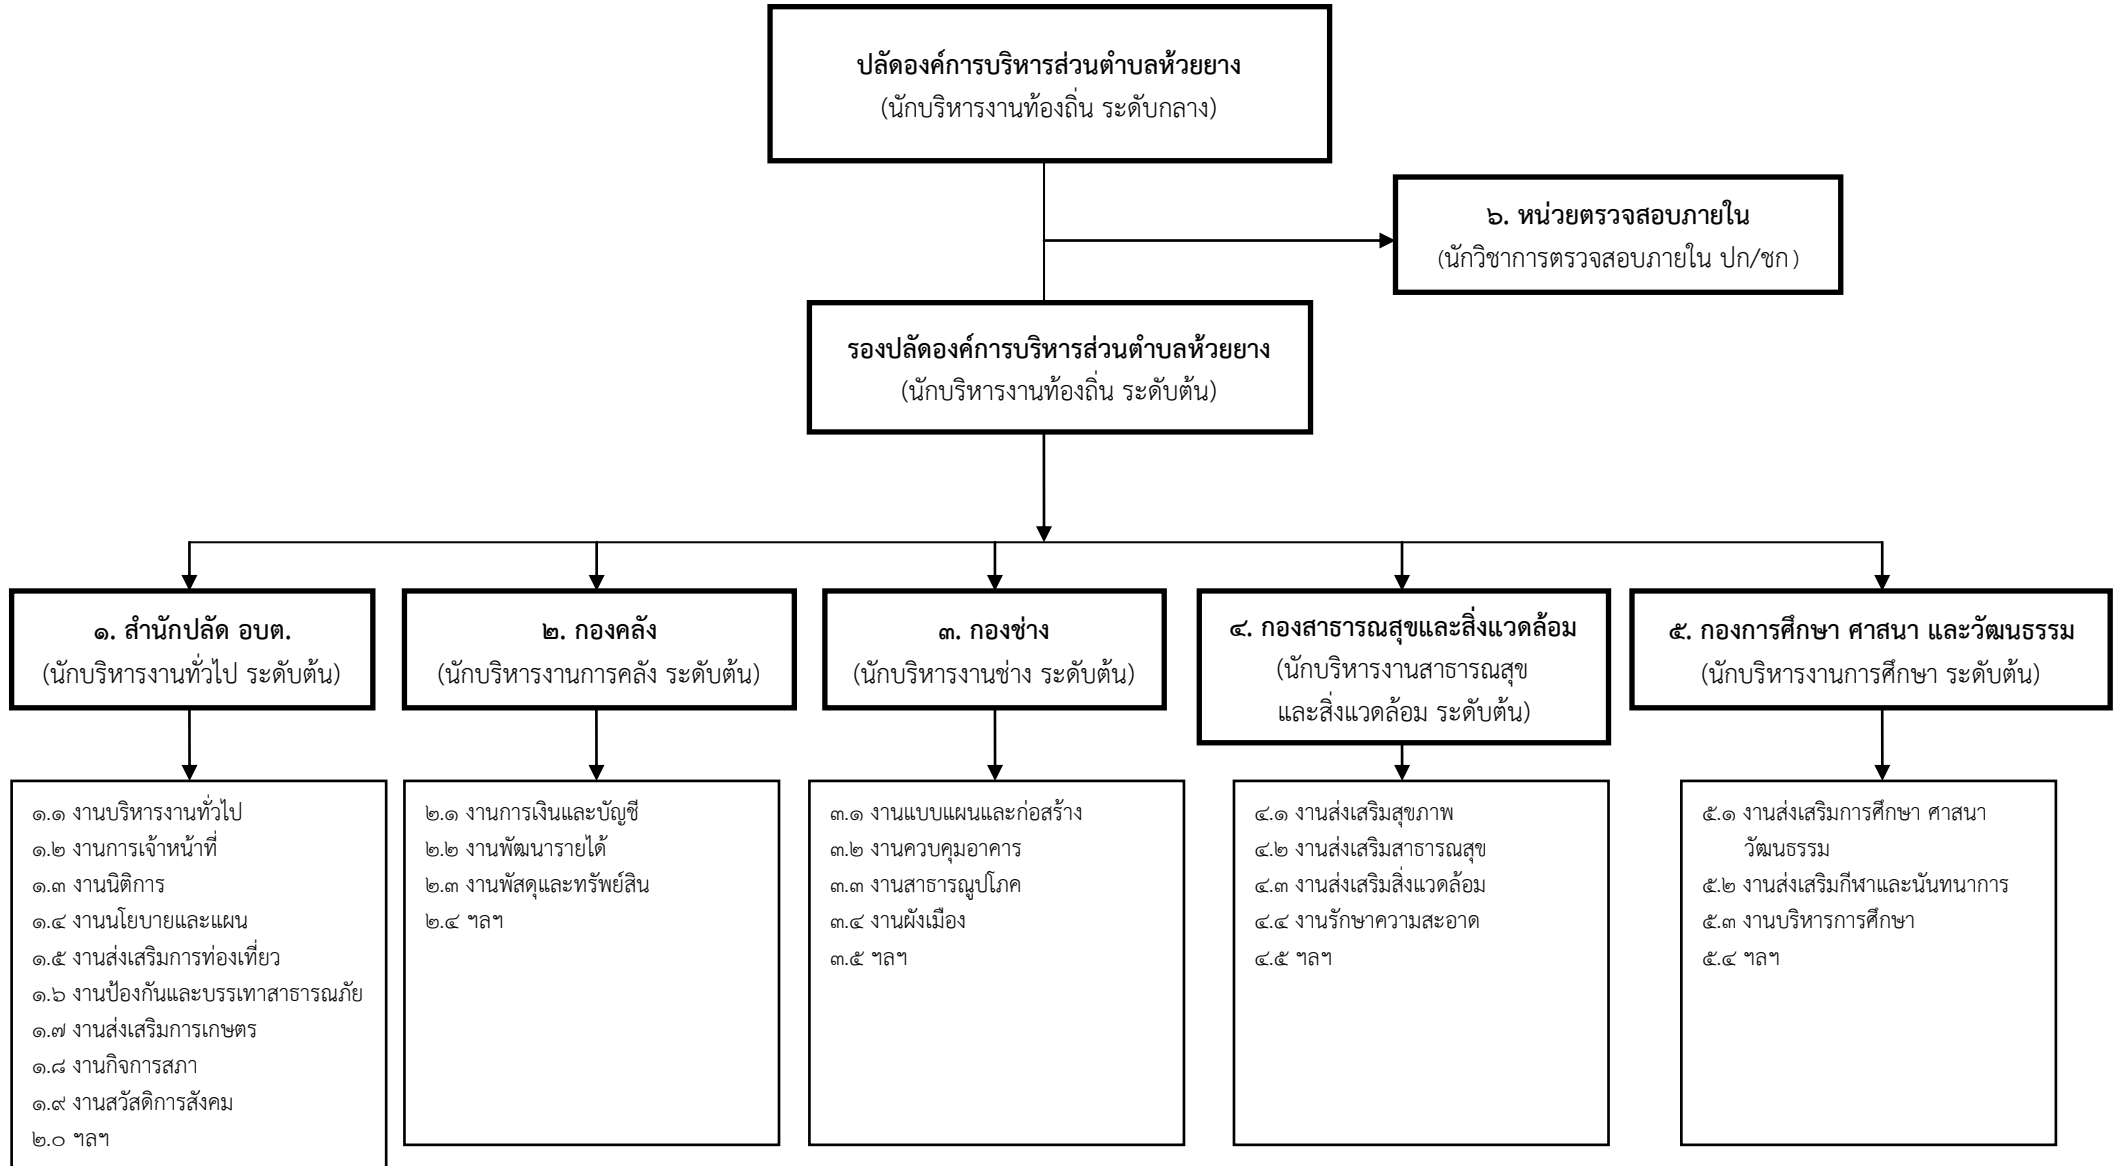 ปลัดองค์การบริหารส่วนตำบลห้วยยาง
(นักบริหารงานท้องถิ่น ระดับกลาง)
๖. หน่วยตรวจสอบภายใน
(นักวิชาการตรวจสอบภายใน ปก/ชก)
รองปลัดองค์การบริหารส่วนตำบลห้วยยาง
(นักบริหารงานท้องถิ่น ระดับต้น)
๑. สำนักปลัด อบต.
(นักบริหารงานทั่วไป ระดับต้น)
๒. กองคลัง
(นักบริหารงานการคลัง ระดับต้น)
๓. กองช่าง
(นักบริหารงานช่าง ระดับต้น)
๔. กองสาธารณสุขและสิ่งแวดล้อม
(นักบริหารงานสาธารณสุข
และสิ่งแวดล้อม ระดับต้น)
๕. กองการศึกษา ศาสนา และวัฒนธรรม
(นักบริหารงานการศึกษา ระดับต้น)
๑.๑ งานบริหารงานทั่วไป
๑.๒ งานการเจ้าหน้าที่
๑.๓ งานนิติการ
๑.๔ งานนโยบายและแผน
๑.๕ งานส่งเสริมการท่องเที่ยว
๑.๖ งานป้องกันและบรรเทาสาธารณภัย
๑.๗ งานส่งเสริมการเกษตร
๑.๘ งานกิจการสภา
๑.๙ งานสวัสดิการสังคม
๒.๐ ฯลฯ
๒.๑ งานการเงินและบัญชี
๒.๒ งานพัฒนารายได้
๒.๓ งานพัสดุและทรัพย์สิน
๒.๔ ฯลฯ
๓.๑ งานแบบแผนและก่อสร้าง
๓.๒ งานควบคุมอาคาร
๓.๓ งานสาธารณูปโภค
๓.๔ งานผังเมือง
๓.๕ ฯลฯ
๔.๑ งานส่งเสริมสุขภาพ
๔.๒ งานส่งเสริมสาธารณสุข
๔.๓ งานส่งเสริมสิ่งแวดล้อม
๔.๔ งานรักษาความสะอาด
๔.๕ ฯลฯ
๕.๑ งานส่งเสริมการศึกษา ศาสนา
วัฒนธรรม
๕.๒ งานส่งเสริมกีฬาและนันทนาการ
๕.๓ งานบริหารการศึกษา
๕.๔ ฯลฯ